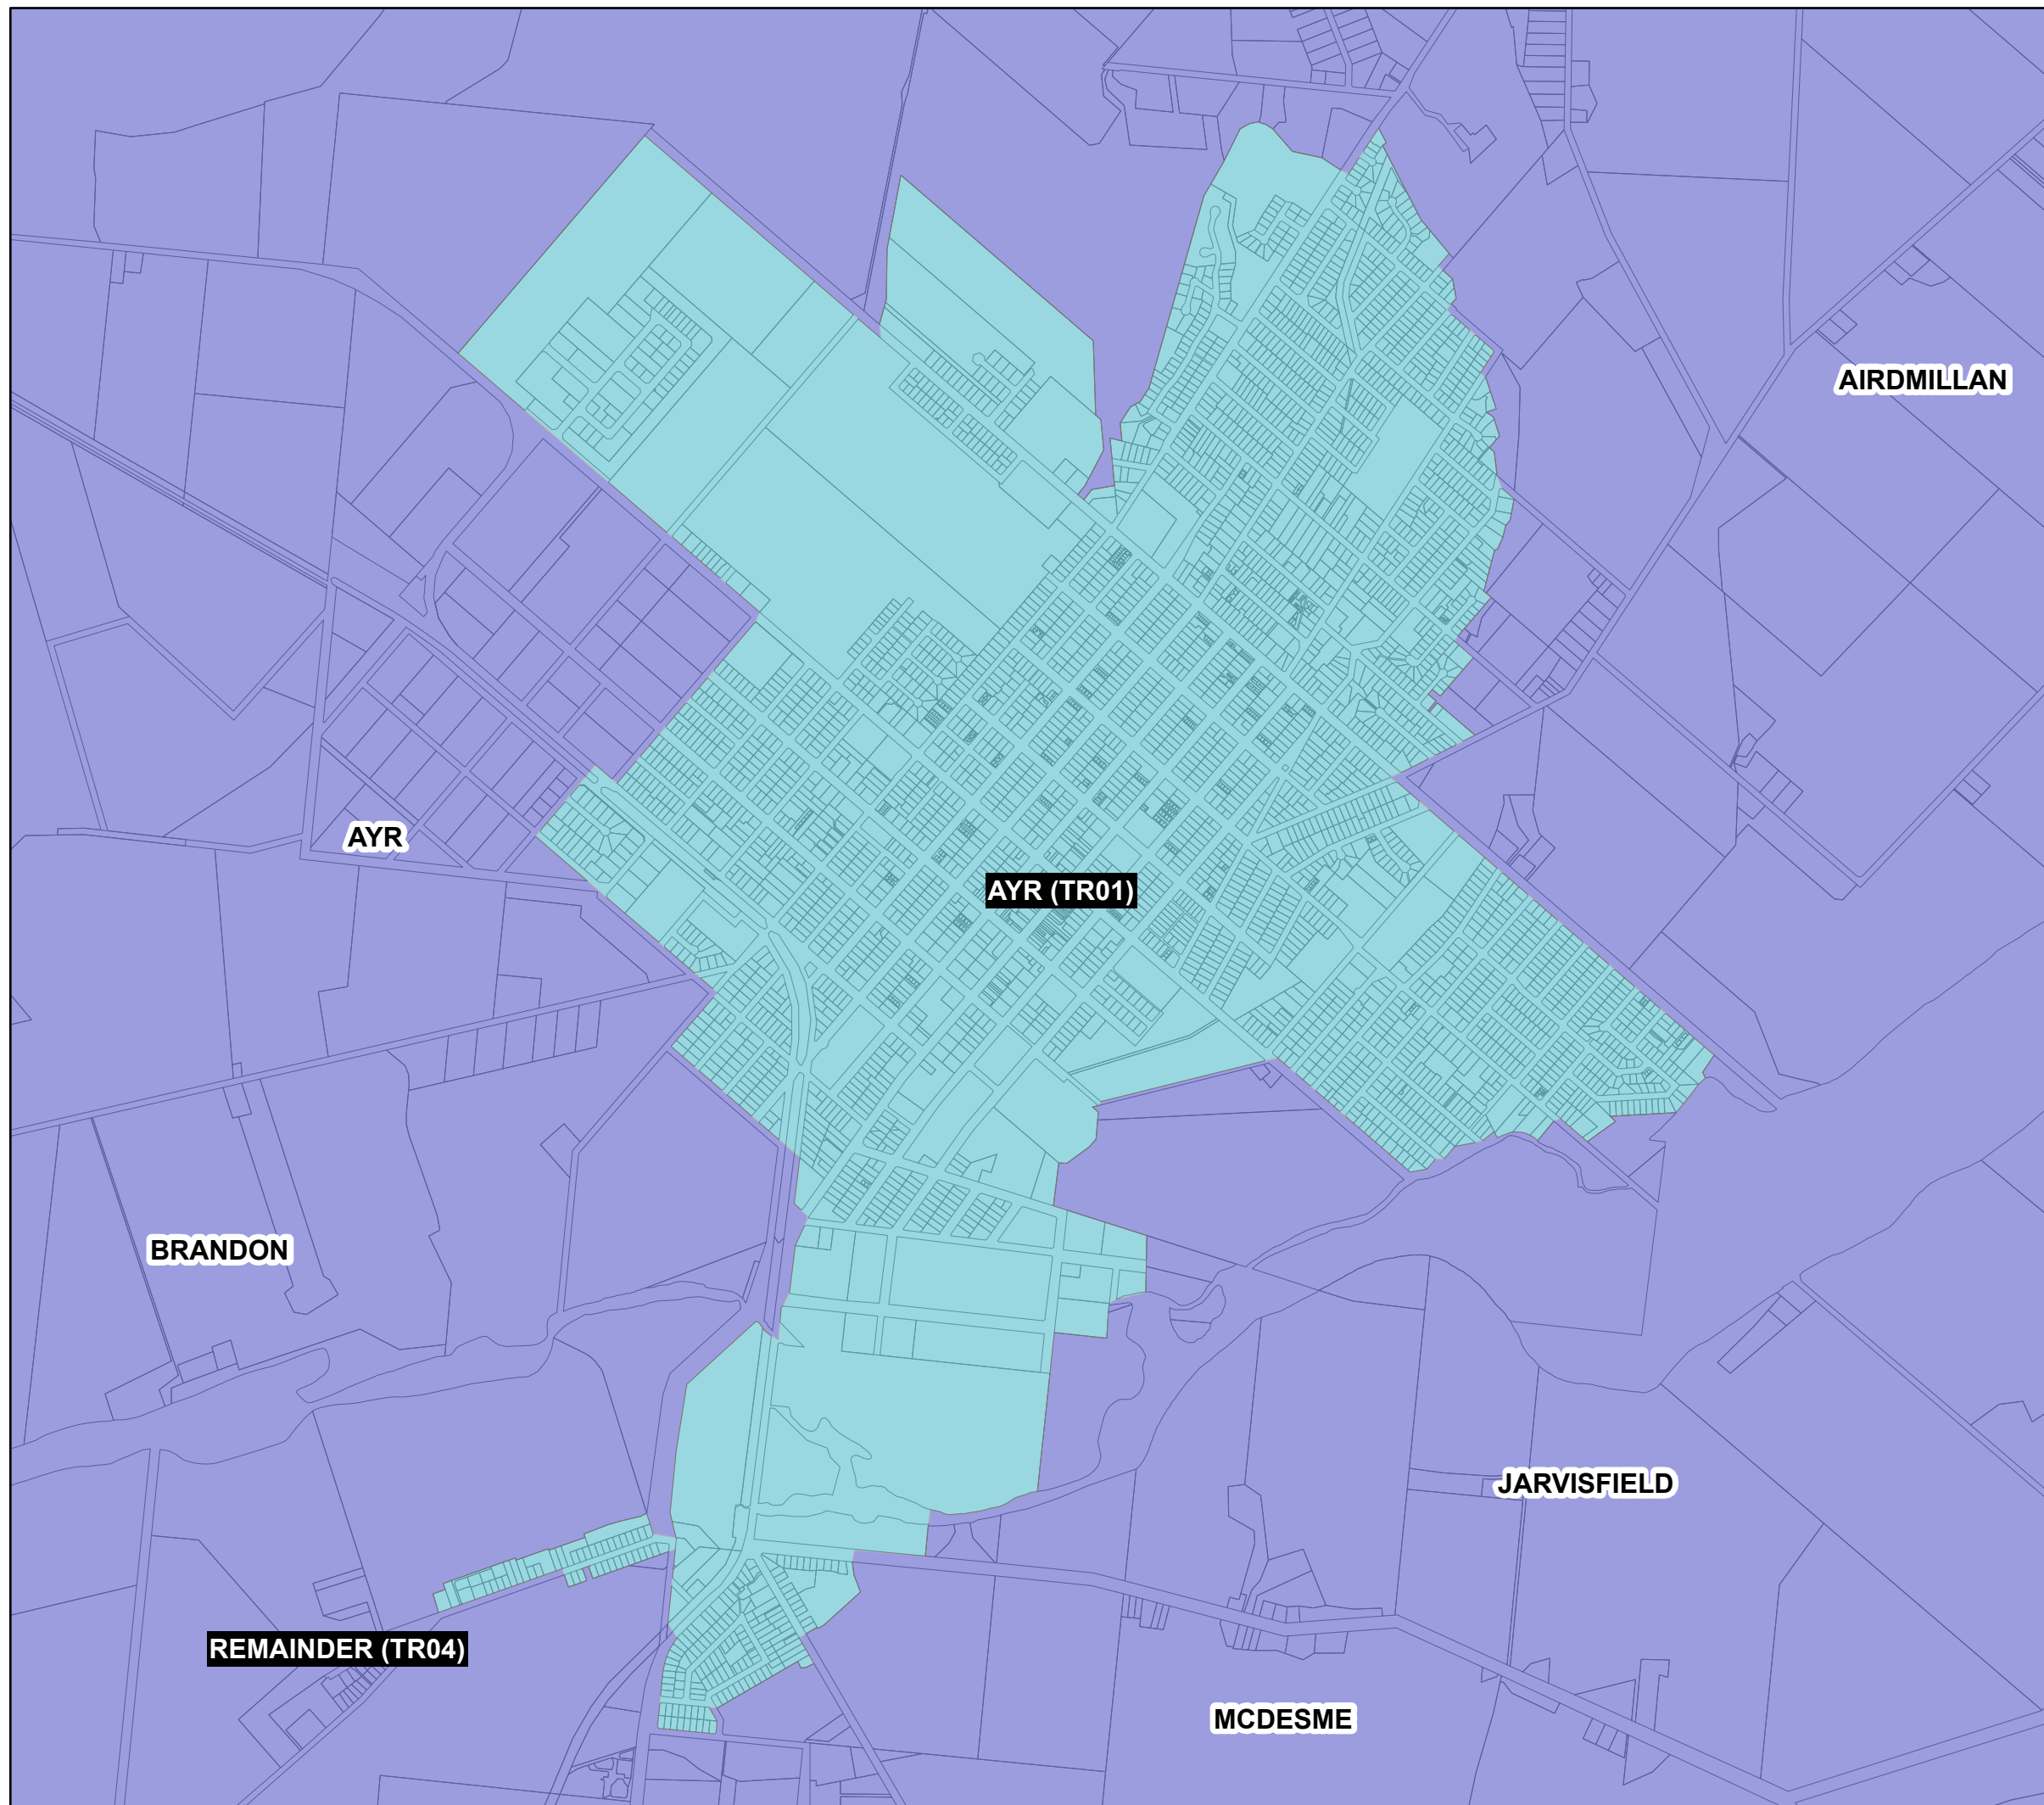 AIRDMILLAN
AYR
AYR (TR01)
BRANDON
JARVISFIELD
REMAINDER (TR04)
MCDESME